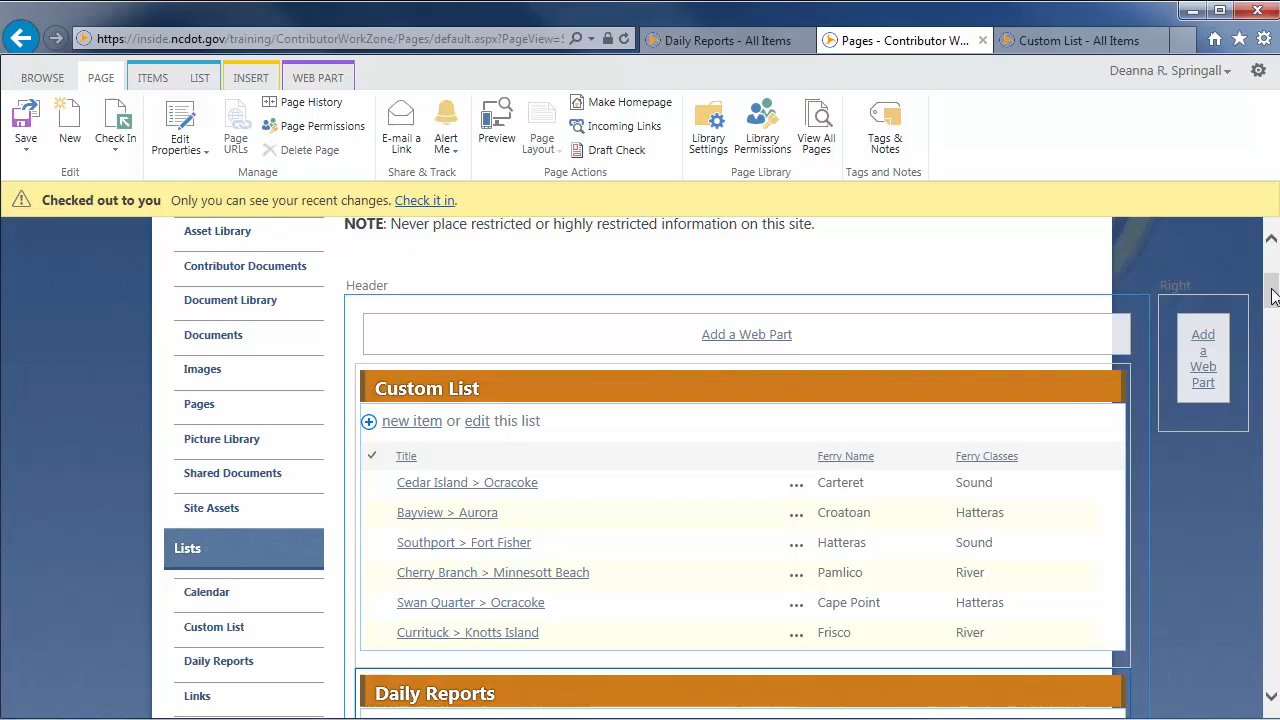 https://inside.ncdot.gov/training/ContributorWorkZone/Pages/default.aspx?PageView=S
Daily Reports - All Items
Pages - Contributor W...
Custom List - All Items
BROWSE
PAGE
ITEMS
LIST
INSERT
WEB PART
Deanna R. Springall
Save
New
Check In
Edit Properties
Page URLs
Page History
Page Permissions
Delete Page
E-mail a Link
Alert Me
Preview
Page Layout
Make Homepage
Incoming Links
Draft Check
Library Settings
Library Permissions
View All Pages
Tags & Notes
Edit
Manage
Share & Track
Page Actions
Page Library
Tags and Notes
Checked out to you Only you can see your recent changes. Check it in.
Asset Library
Contributor Documents
Document Library
Documents
Images
Pages
Picture Library
Shared Documents
Site Assets
Lists
Calendar
Custom List
Daily Reports
Links
NOTE: Never place restricted or highly restricted information on this site.
Header
Add a Web Part
Custom List
new item or edit this list
Title Ferry Name Ferry Classes
Cedar Island > Ocracoke ... Carteret Sound
Bayview > Aurora ... Croatoan Hatteras
Southport > Fort Fisher ... Hatteras Sound
Cherry Branch > Minnesott Beach ... Pamlico River
Swan Quarter > Ocracoke ... Cape Point Hatteras
Currituck > Knotts Island ... Frisco River
Daily Reports
Right
Add
a
Web
Part